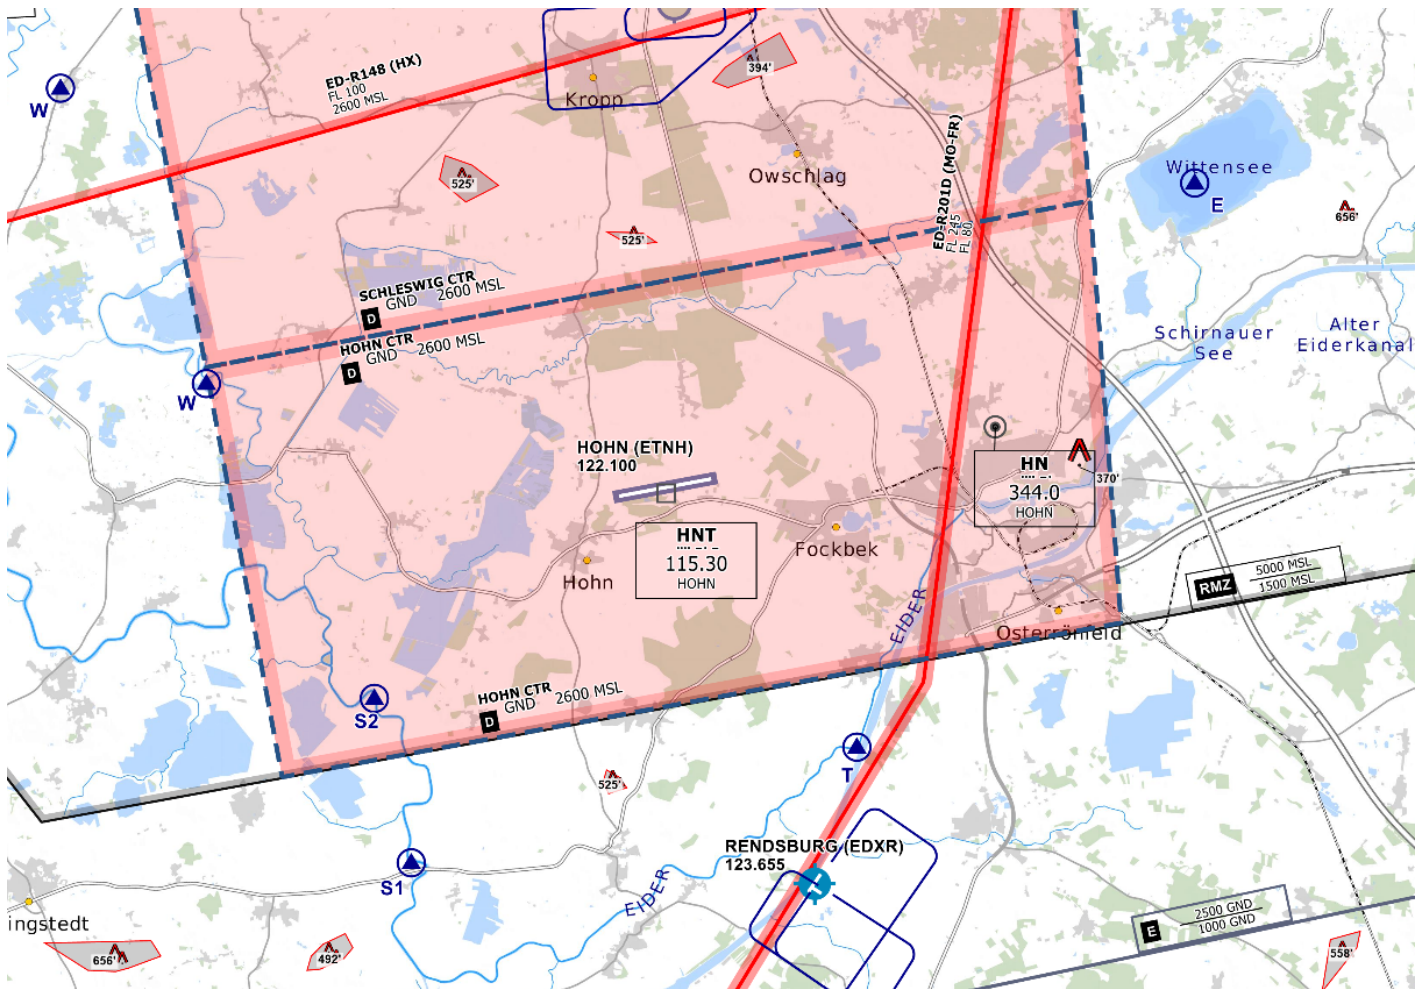 ED-R148 (HX)
FL 100
2600 MSL
W
Kropp
394'
525'
Owschlag
525'
ED-R201D (MO-FR)
FL 245
FL 80
Wittensee
E
656'
SCHLESWIG CTR
GND 2600 MSL
D
HOHN CTR
GND 2600 MSL
D
W
Schirnauer
See
Alter
Eiderkanal
HOHN (ETNH)
122.100
HN
344.0
HOHN
370'
HNT
115.30
HOHN
Fockbek
Hohn
EIDER
Osterrönfeld
RMZ
5000 MSL
1500 MSL
HOHN CTR
GND 2600 MSL
D
S2
T
525'
RENDSBURG (EDXR)
123.655
S1
EIDER
ingstedt
656'
492'
E
2500 GND
1000 GND
558'